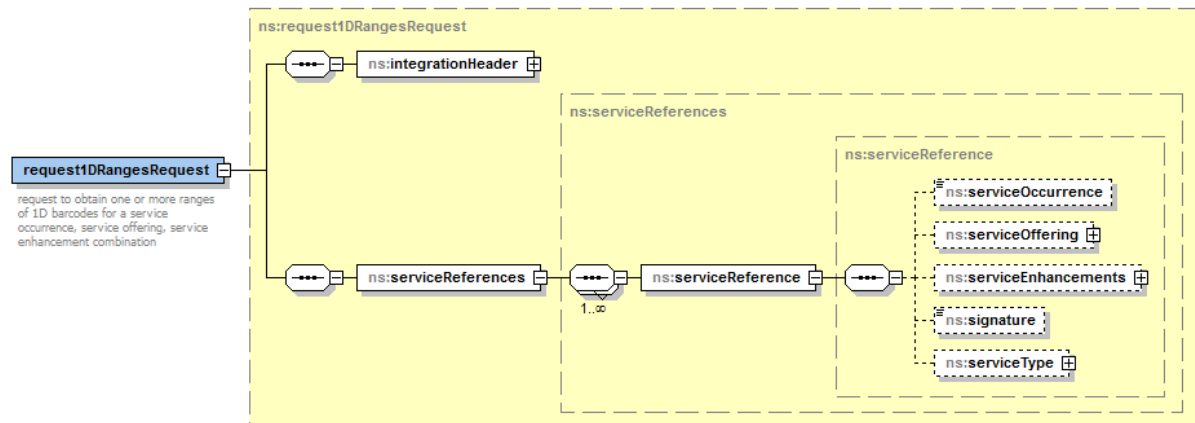 ns:request1DRangesRequest
ns:integrationHeader
ns:serviceReferences
ns:serviceReference
request1DRangesRequest
request to obtain one or more ranges
of 1D barcodes for a service
occurrence, service offering, service
enhancement combination
ns:serviceOccurrence
ns:serviceOffering
ns:serviceReferences
ns:serviceReference
ns:serviceEnhancements
1..∞
ns:signature
ns:serviceType